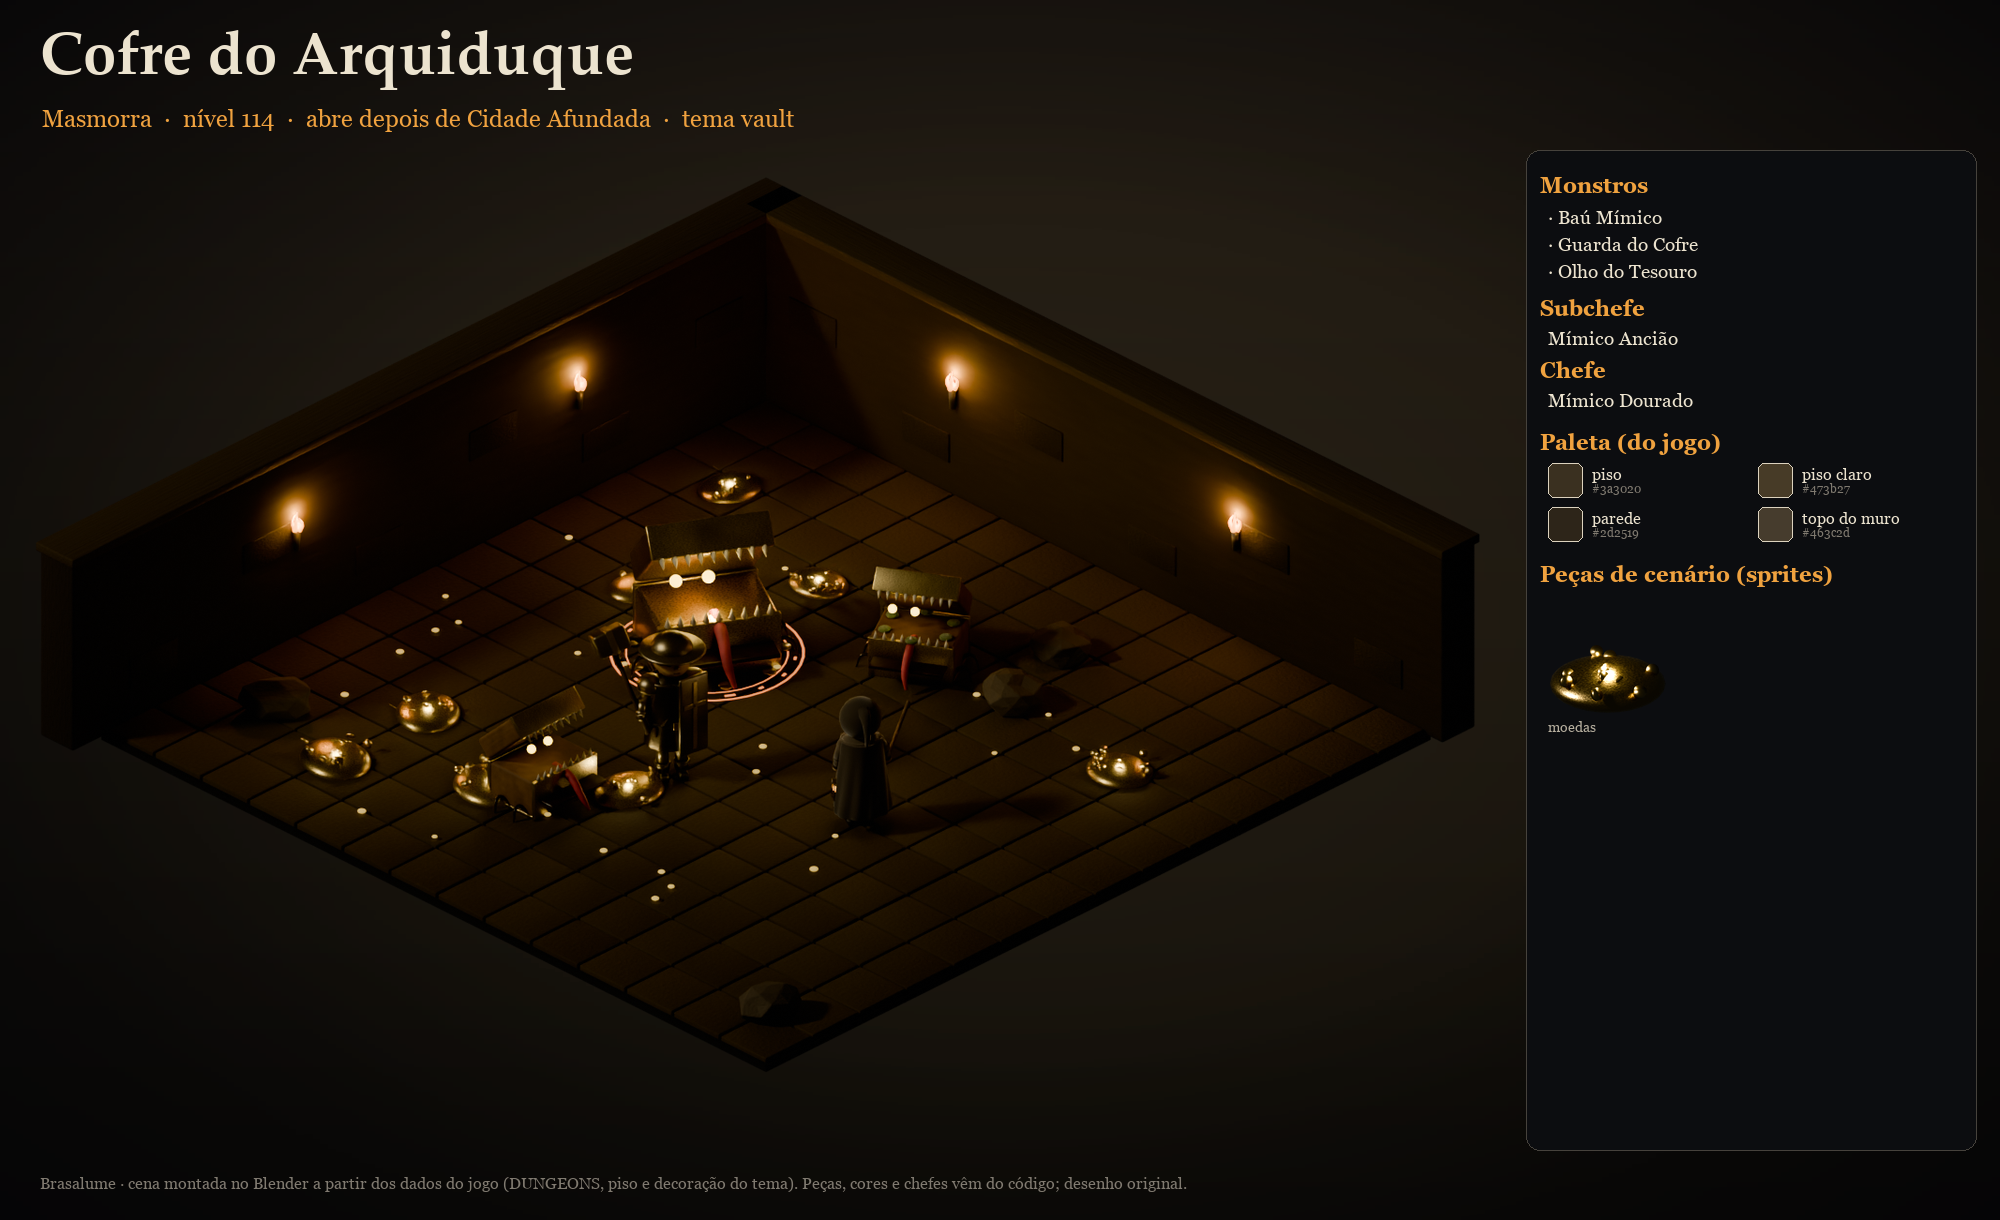 Cofre do Arquiduque
Masmorra · nível 114 · abre depois de Cidade Afundada · tema vault
Monstros
· Baú Mímico
· Guarda do Cofre
· Olho do Tesouro
Subchefe
Mímico Ancião
Chefe
Mímico Dourado
Paleta (do jogo)
piso
#3a3020
piso claro
#473b27
parede
#2d2519
topo do muro
#463c2d
Peças de cenário (sprites)
moedas
Brasalume · cena montada no Blender a partir dos dados do jogo (DUNGEONS, piso e decoração do tema). Peças, cores e chefes vêm do código; desenho original.